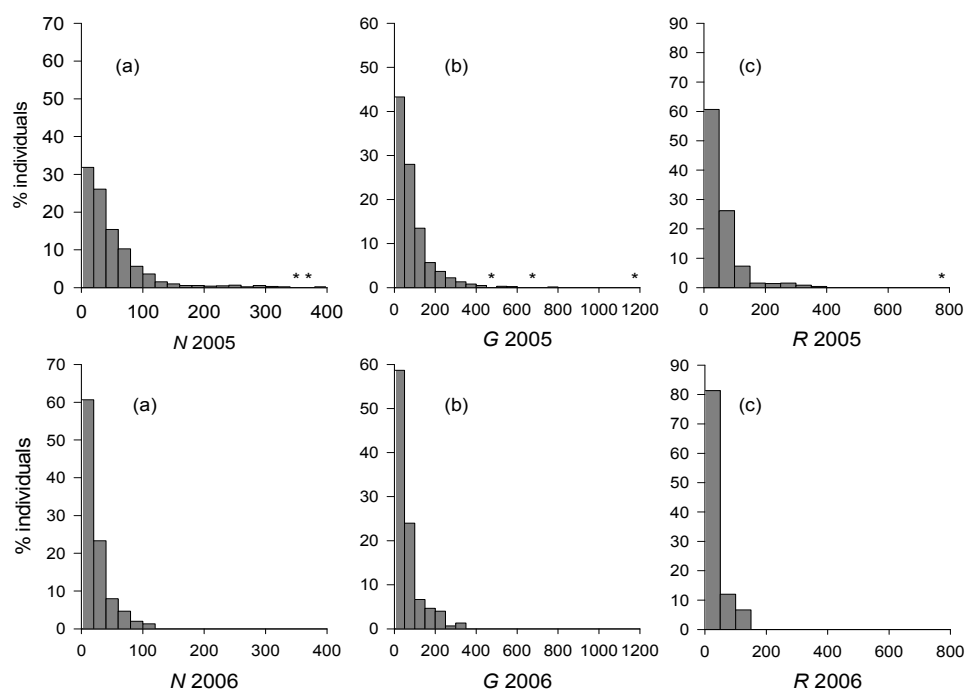 70 60 50 40 30 20 10 0
% individuals
(a)
* *
0 100 200 300 400
N 2005
60 50 40 30 20 10 0
(b)
* * *
0 200 400 600 800 1000 1200
G 2005
90 80 70 60 50 40 30 20 10 0
(c)
*
0 200 400 600 800
R 2005
70 60 50 40 30 20 10 0
% individuals
(a)
0 100 200 300 400
N 2006
60 50 40 30 20 10 0
(b)
0 200 400 600 800 1000 1200
G 2006
90 80 70 60 50 40 30 20 10 0
(c)
0 200 400 600 800
R 2006